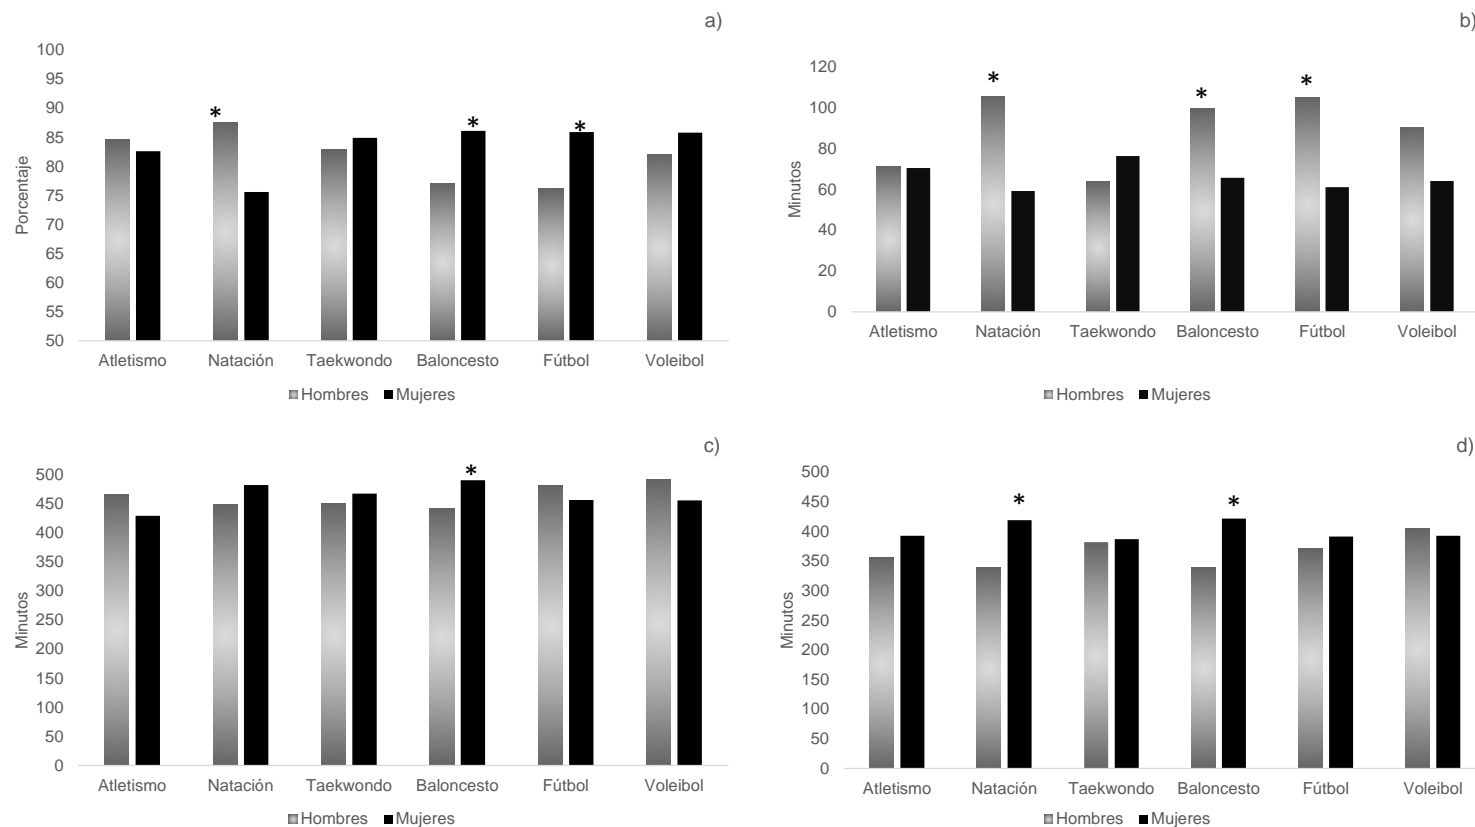 a)
100
95
90
85
80
75
70
65
60
55
50
Porcentaje
* * *
Atletismo Natación Taekwondo Baloncesto Fútbol Voleibol
Hombres Mujeres
b)
120
100
80
60
40
20
0
Minutos
* * *
Atletismo Natación Taekwondo Baloncesto Fútbol Voleibol
Hombres Mujeres
c)
500
450
400
350
300
250
200
150
100
50
0
Minutos
*
Atletismo Natación Taekwondo Baloncesto Fútbol Voleibol
Hombres Mujeres
d)
500
450
400
350
300
250
200
150
100
50
0
Minutos
* *
Atletismo Natación Taekwondo Baloncesto Fútbol Voleibol
Hombres Mujeres